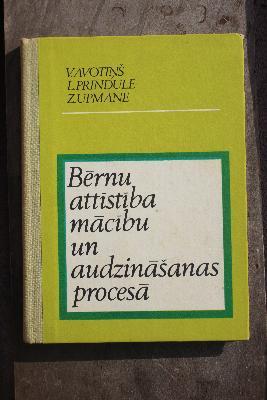 V.AVOTIŅŠ
I.PRINDULE
Z.UPMANE
Bērnu
attīstība
mācību
un
audzināšanas
procesā